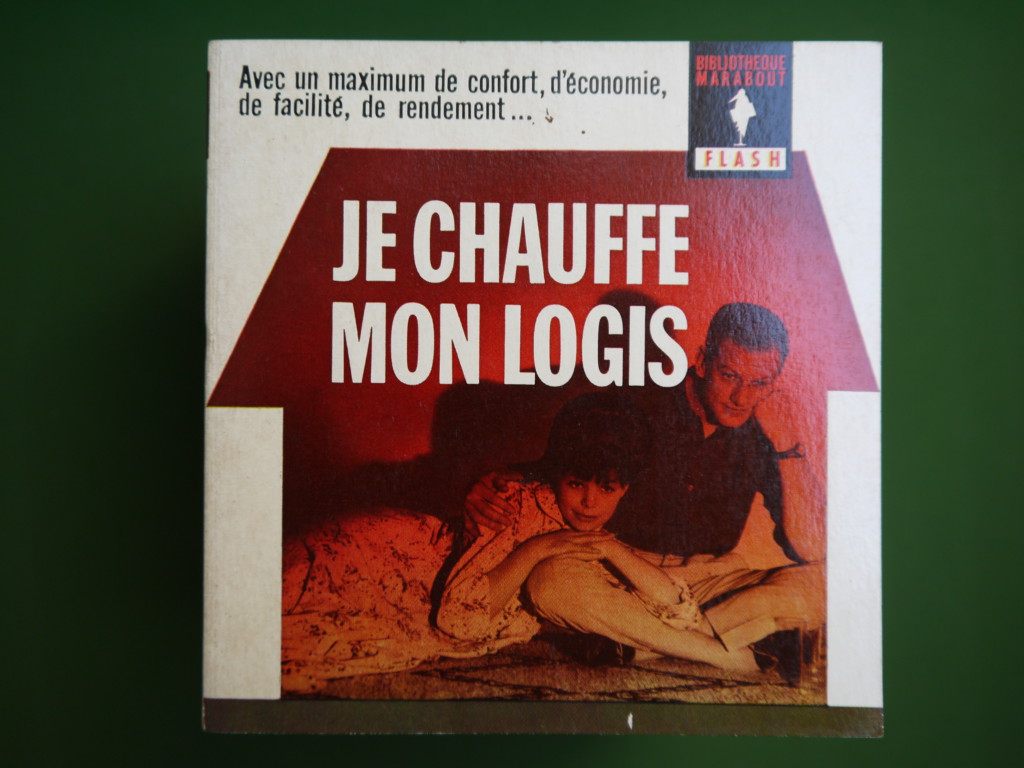 Avec un maximum de confort, d'économie,
de facilité, de rendement...
BIBLIOTHEQUE
MARABOUT
FLASH
JE CHAUFFE
MON LOGIS